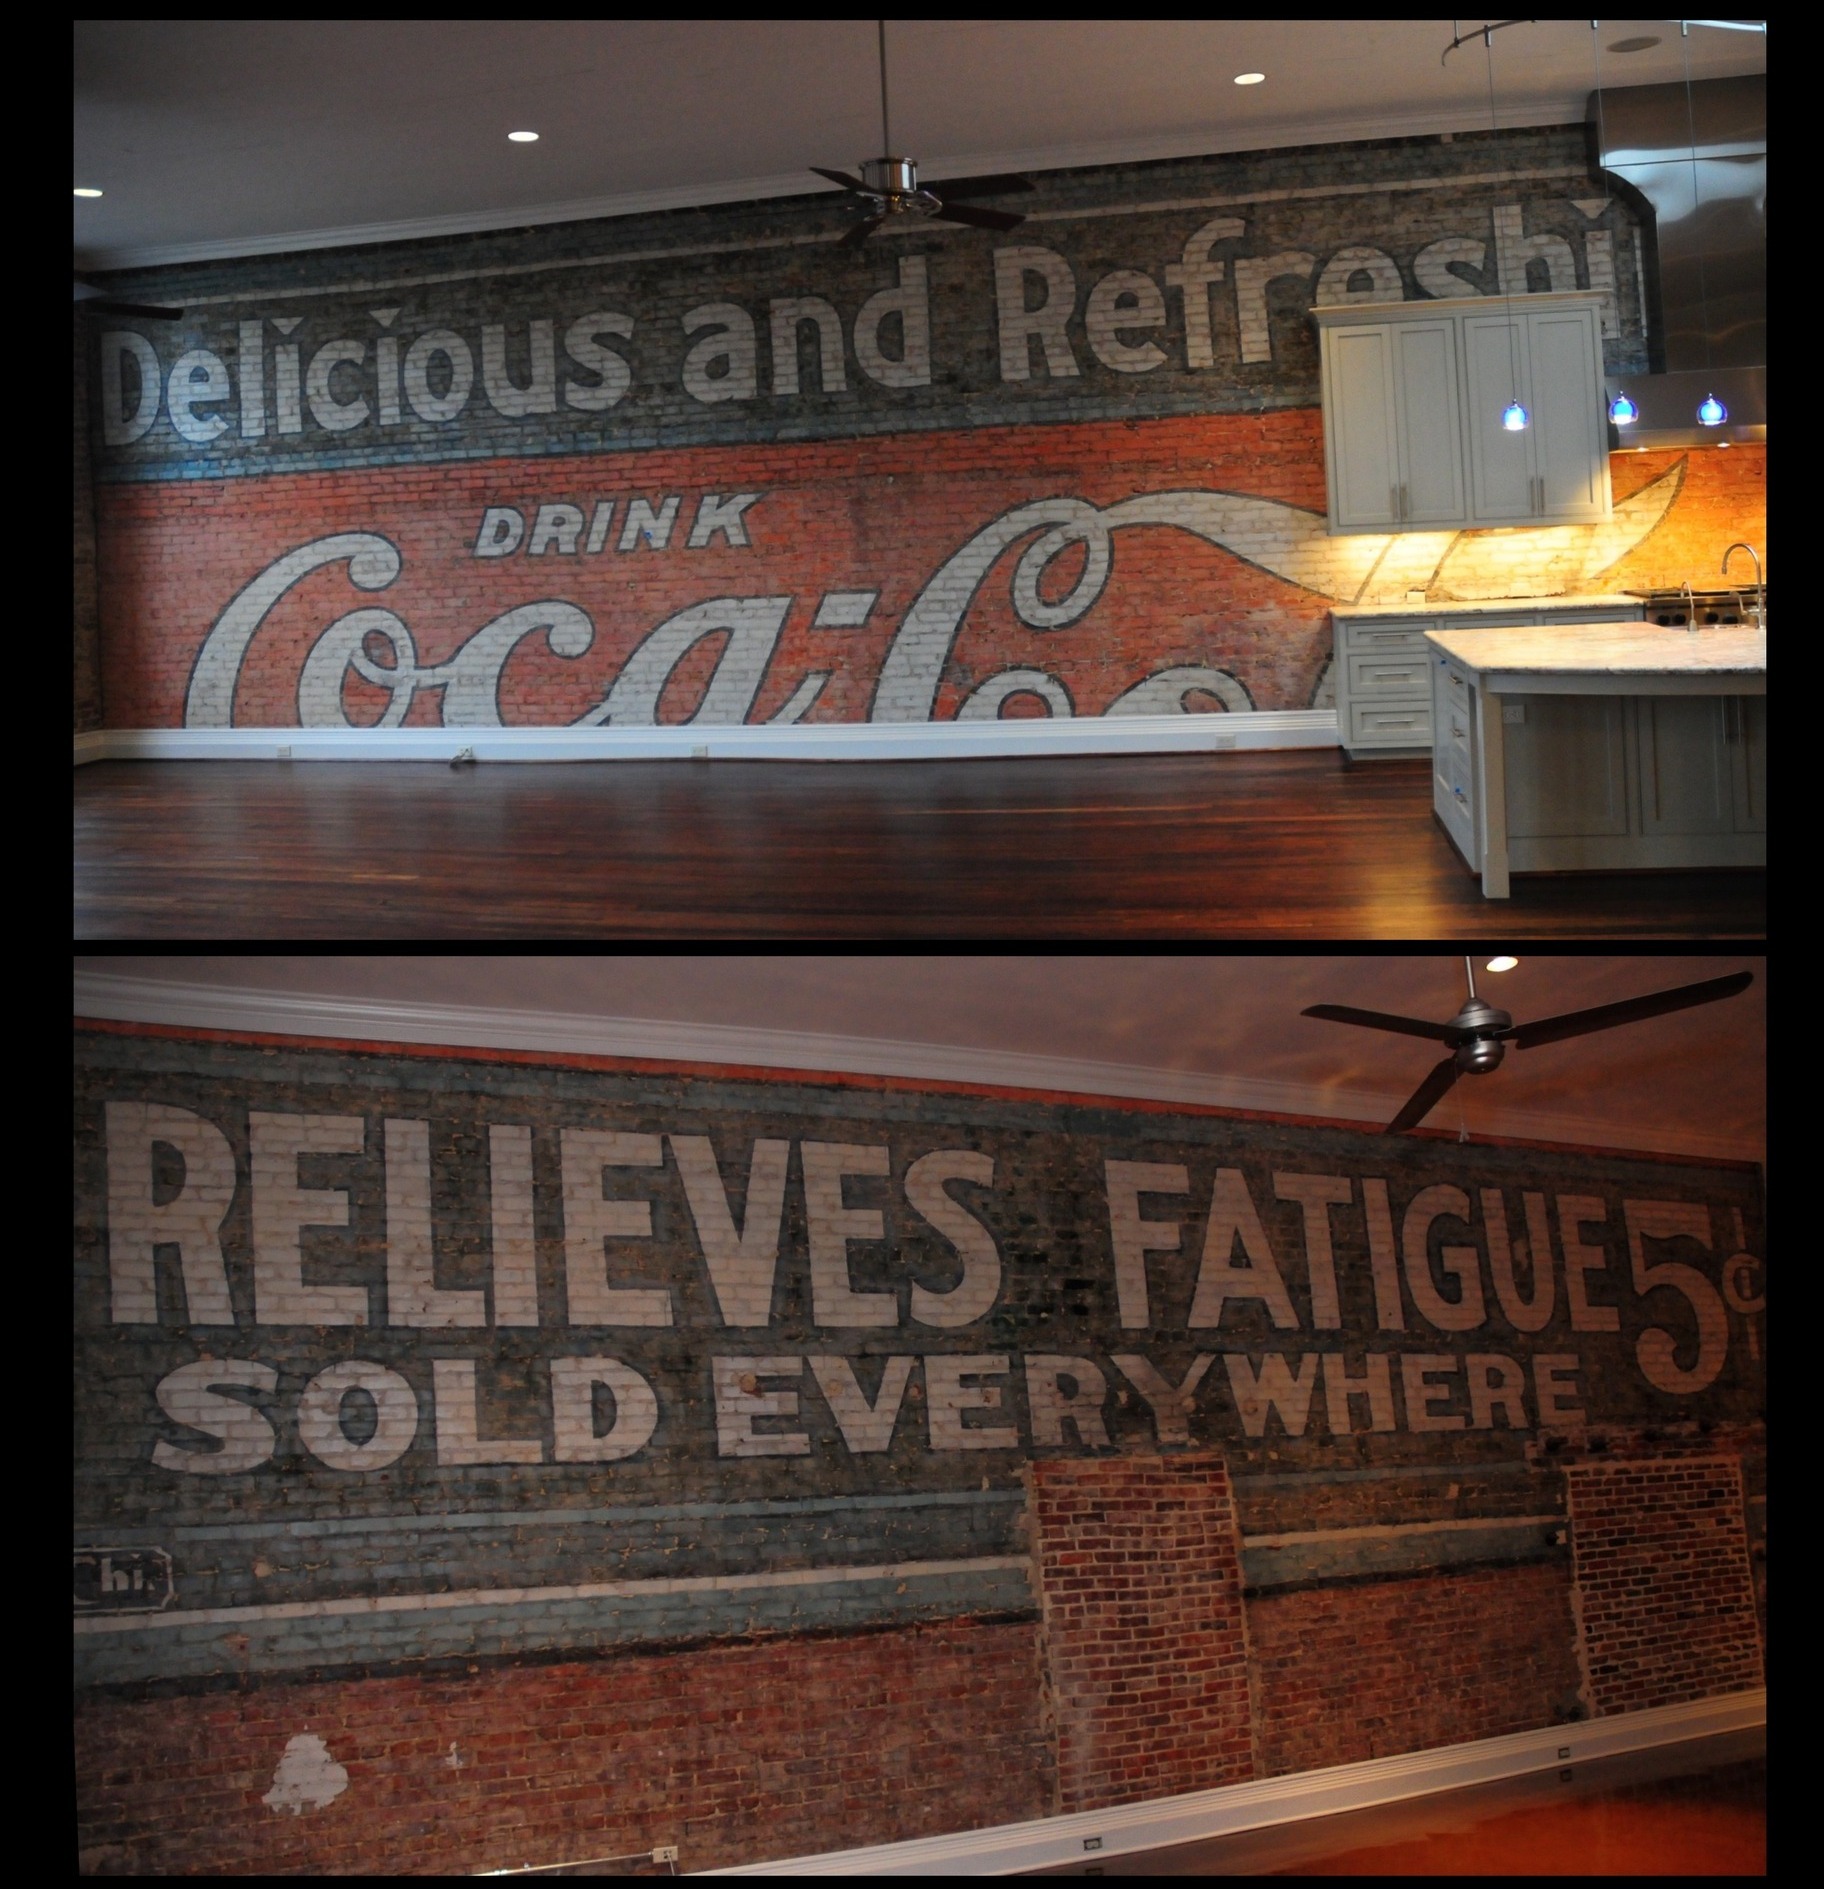 Delicious and Refreshi
DRINK
Coca-Co
RELIEVES FATIGUE 5¢
SOLD EVERYWHERE
Chi.